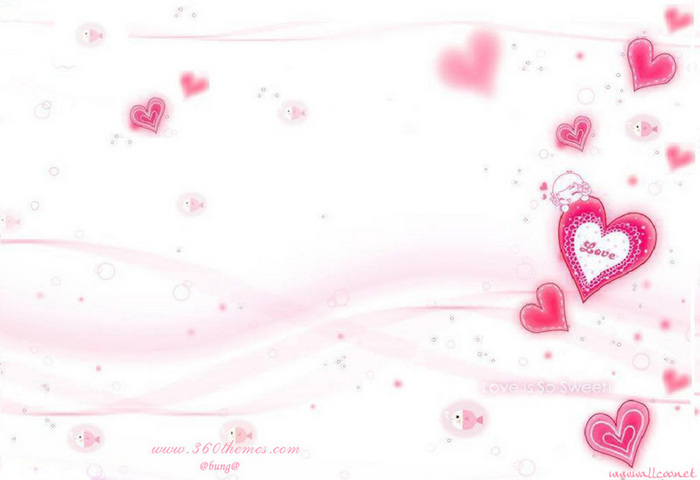 Love
Love is So Sweet!
www.360themes.com
@bung@
www.wallcoo.net